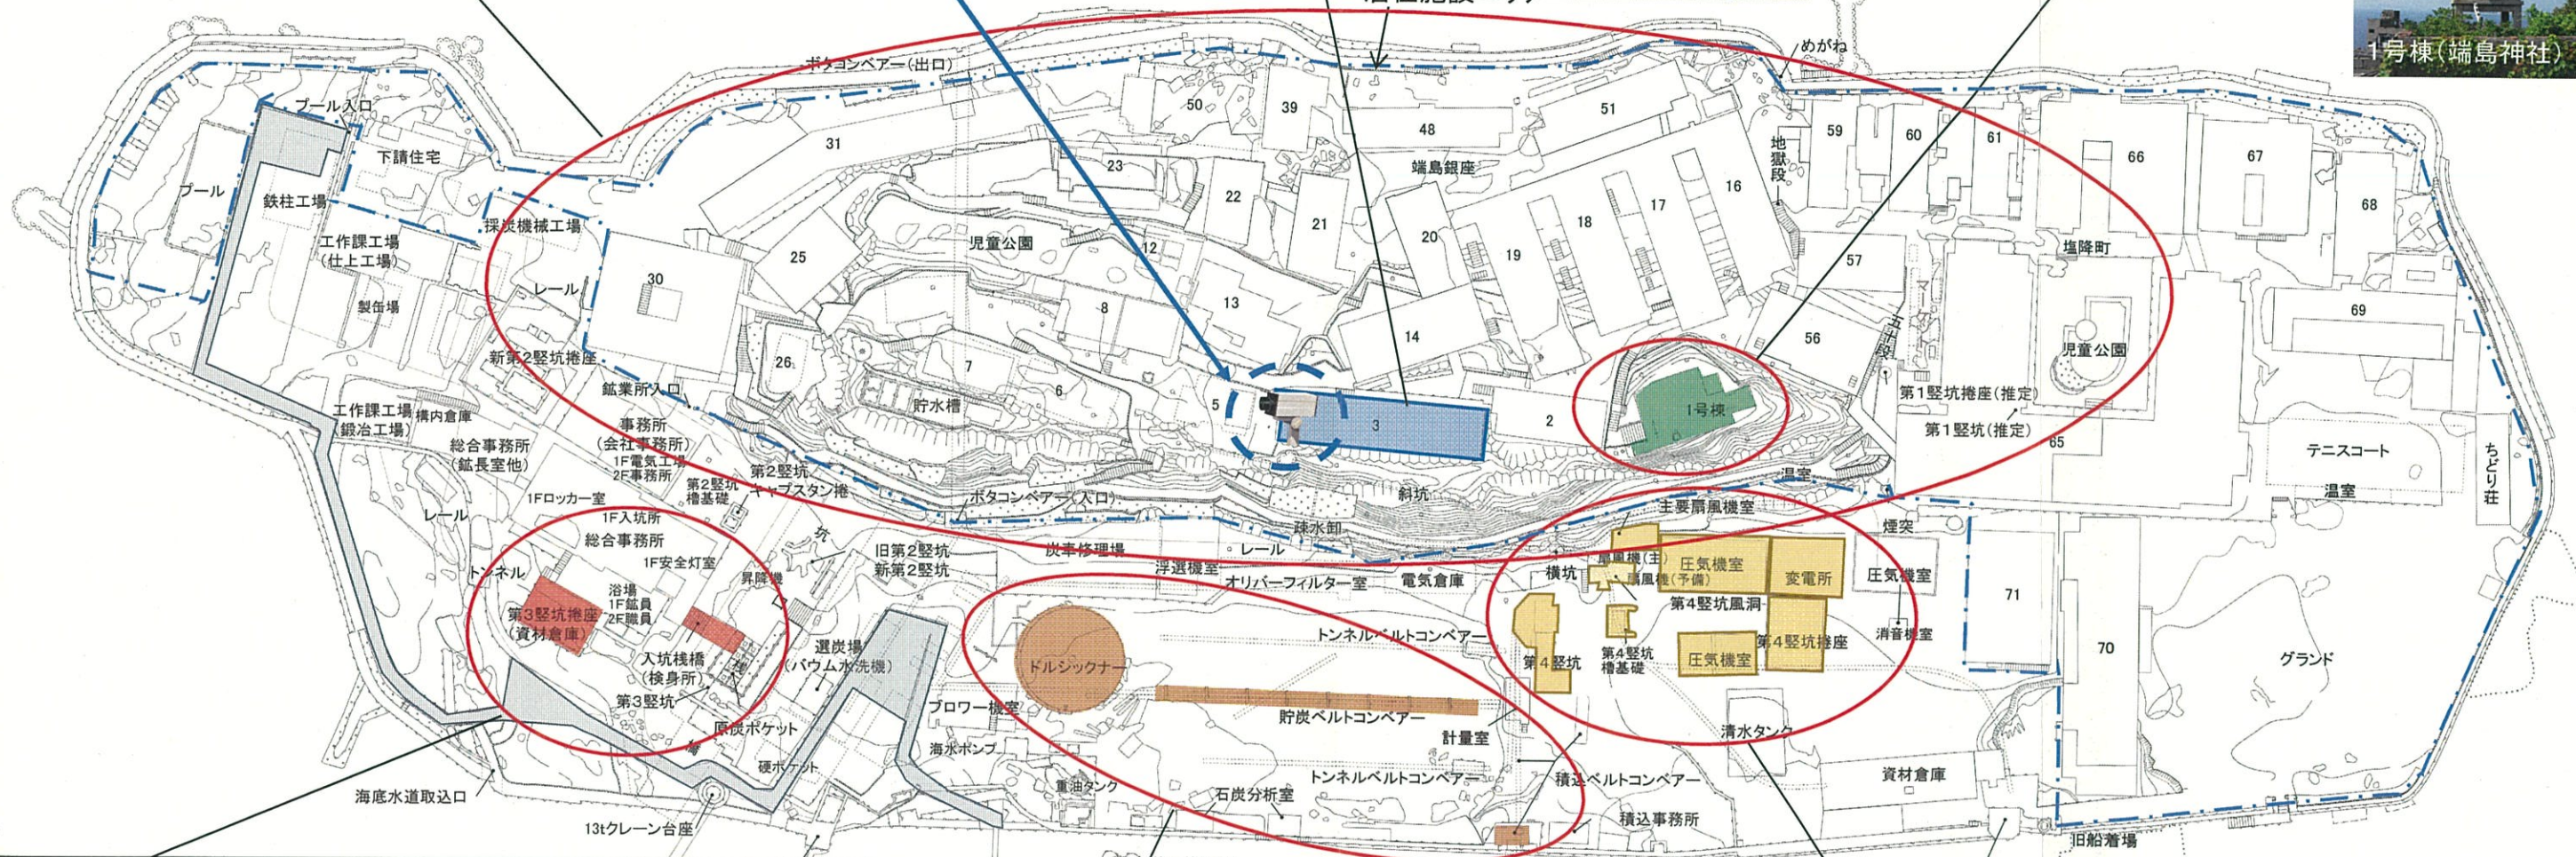 1号棟(端島神社)
めがね
ボタコンベアー(出口)
プール入口
プール
下請住宅
鉄柱工場
採炭機械工場
工作課工場
(仕上工場)
レール
製缶場
新第2竪坑捲座
鉱業所入口
工作課工場
(鍛冶工場)
構内倉庫
事務所
(会社事務所)
1F電気工場
2F事務所
総合事務所
(鉱長室他)
第2竪坑
櫓基礎
第2竪坑
キャプスタン捲
1Fロッカー室
レール
1F入坑所
総合事務所
1F安全灯室
トンネル
昇降機
坑
口
桟
橋
旧第2竪坑
新第2竪坑
第3竪坑捲座
(資材倉庫)
浴場
1F鉱員
2F職員
入坑桟橋
(検身所)
第3竪坑
選炭場
(バウム水洗機)
原炭ポケット
硬ポケット
海底水道取込口
13tクレーン台座
31
50
39
48
51
23
22
21
端島銀座
20
19
18
17
16
地獄段
59
60
61
66
67
68
25
児童公園
12
30
8
13
14
57
56
塩降町
69
26
7
6
貯水槽
5
3
2
1号棟
児童公園
第1竪坑捲座(推定)
第1竪坑(推定)
65
テニスコート
温室
ちどり荘
ボタコンベアー(入口)
斜坑
疎水卸
温室
炭車修理場
レール
浮選機室
オリバーフィルター室
電気倉庫
横坑
主要扇風機室
扇風機(主)
扇風機(予備)
圧気機室
変電所
煙突
圧気機室
消音機室
第4竪坑風洞
第4竪坑捲座
第4竪坑
第4竪坑
櫓基礎
圧気機室
71
70
グランド
ドルシックナー
トンネルベルトコンベアー
貯炭ベルトコンベアー
ブロワー機室
海水ポンプ
重油タンク
計量室
清水タンク
トンネルベルトコンベアー
石炭分析室
積込ベルトコンベアー
積込事務所
資材倉庫
旧船着場